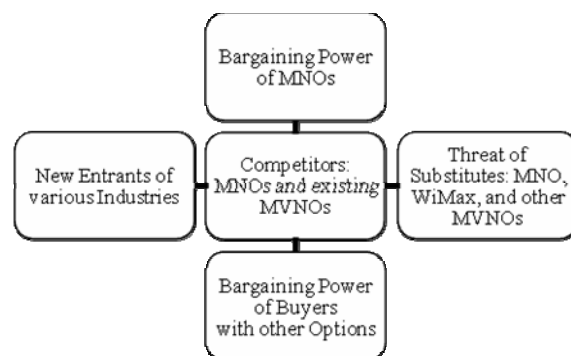 Bargaining Power
of MNOs
New Entrants of
various Industries
Competitors:
MNOs and existing
MVNOs
Threat of
Substitutes: MNO,
WiMax, and other
MVNOs
Bargaining Power
of Buyers
with other Options